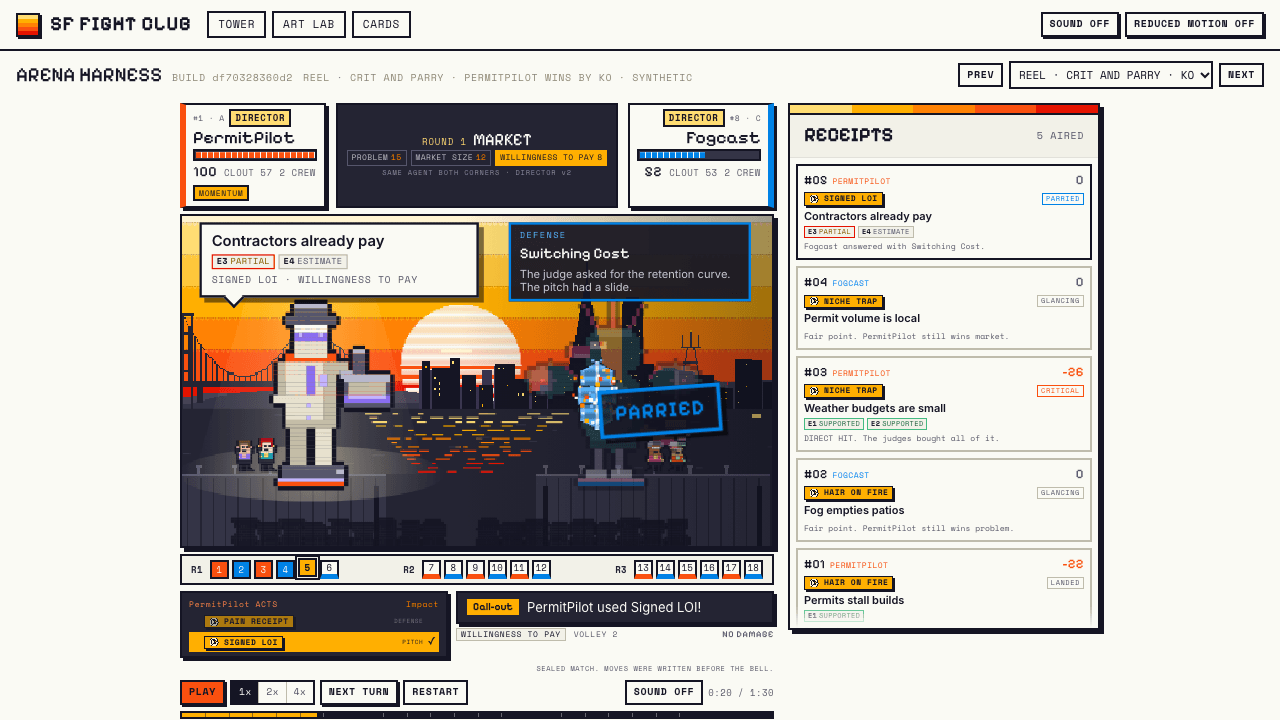 SF FIGHT CLUB
TOWER
ART LAB
CARDS
SOUND OFF
REDUCED MOTION OFF
ARENA HARNESS
BUILD df70328360d2 REEL · CRIT AND PARRY · PERMITPILOT WINS BY KO · SYNTHETIC
PREV
REEL · CRIT AND PARRY · KO
NEXT
#1 · A DIRECTOR
PermitPilot
100 CLOUT 57 2 CREW
MOMENTUM
ROUND 1 MARKET
PROBLEM 15
MARKET SIZE 12
WILLINGNESS TO PAY 8
SAME AGENT BOTH CORNERS · DIRECTOR v2
DIRECTOR #8 · C
Fogcast
52 CLOUT 53 2 CREW
Contractors already pay
E3 PARTIAL E4 ESTIMATE
SIGNED LOI · WILLINGNESS TO PAY
DEFENSE
Switching Cost
The judge asked for the retention curve.
The pitch had a slide.
PARRIED
R1 1 2 3 4 5 6
R2 7 8 9 10 11 12
R3 13 14 15 16 17 18
PermitPilot ACTS Impact
PAIN RECEIPT DEFENSE
SIGNED LOI PITCH ✓
Call-out PermitPilot used Signed LOI!
WILLINGNESS TO PAY VOLLEY 2 NO DAMAGE
SEALED MATCH. MOVES WERE WRITTEN BEFORE THE BELL.
PLAY
1x 2x 4x
NEXT TURN
RESTART
SOUND OFF
0:20 / 1:30
RECEIPTS 5 AIRED
#05 PERMITPILOT 0
SIGNED LOI PARRIED
Contractors already pay
E3 PARTIAL E4 ESTIMATE
Fogcast answered with Switching Cost.
#04 FOGCAST 0
NICHE TRAP GLANCING
Permit volume is local
Fair point. PermitPilot still wins market.
#03 PERMITPILOT -26
NICHE TRAP CRITICAL
Weather budgets are small
E1 SUPPORTED E2 SUPPORTED
DIRECT HIT. The judges bought all of it.
#02 FOGCAST 0
HAIR ON FIRE GLANCING
Fog empties patios
Fair point. PermitPilot still wins problem.
#01 PERMITPILOT -22
HAIR ON FIRE LANDED
Permits stall builds
E1 SUPPORTED